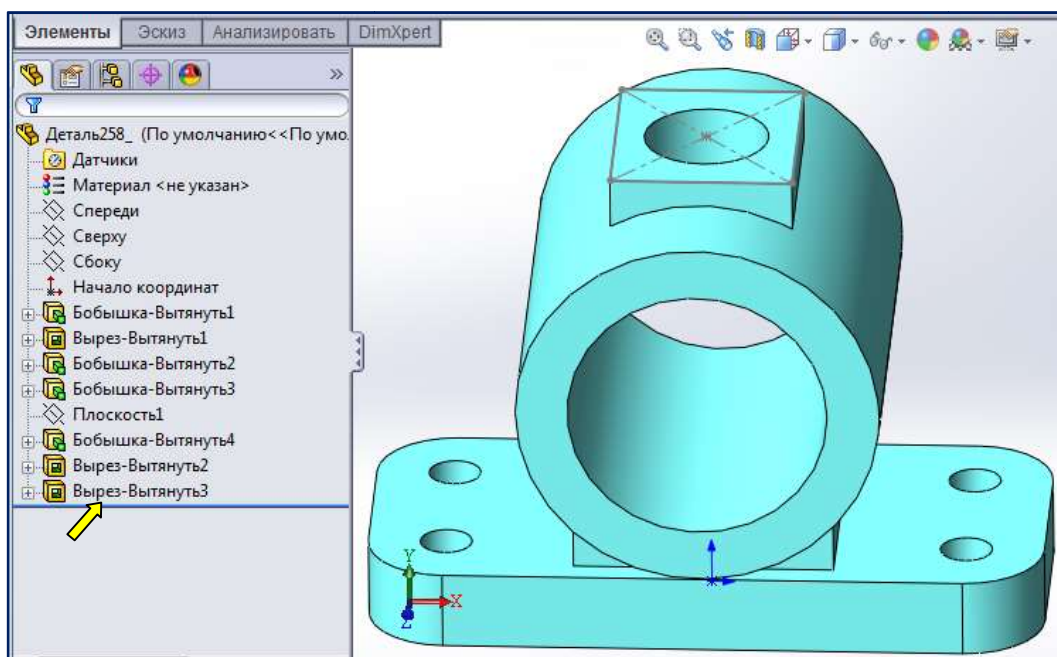 Элементы Эскиз Анализировать DimXpert
Деталь258_ (По умолчанию<<По умо.
Датчики
Материал <не указан>
Спереди
Сверху
Сбоку
Начало координат
Бобышка-Вытянуть1
Вырез-Вытянуть1
Бобышка-Вытянуть2
Бобышка-Вытянуть3
Плоскость1
Бобышка-Вытянуть4
Вырез-Вытянуть2
Вырез-Вытянуть3
Y
X
Z